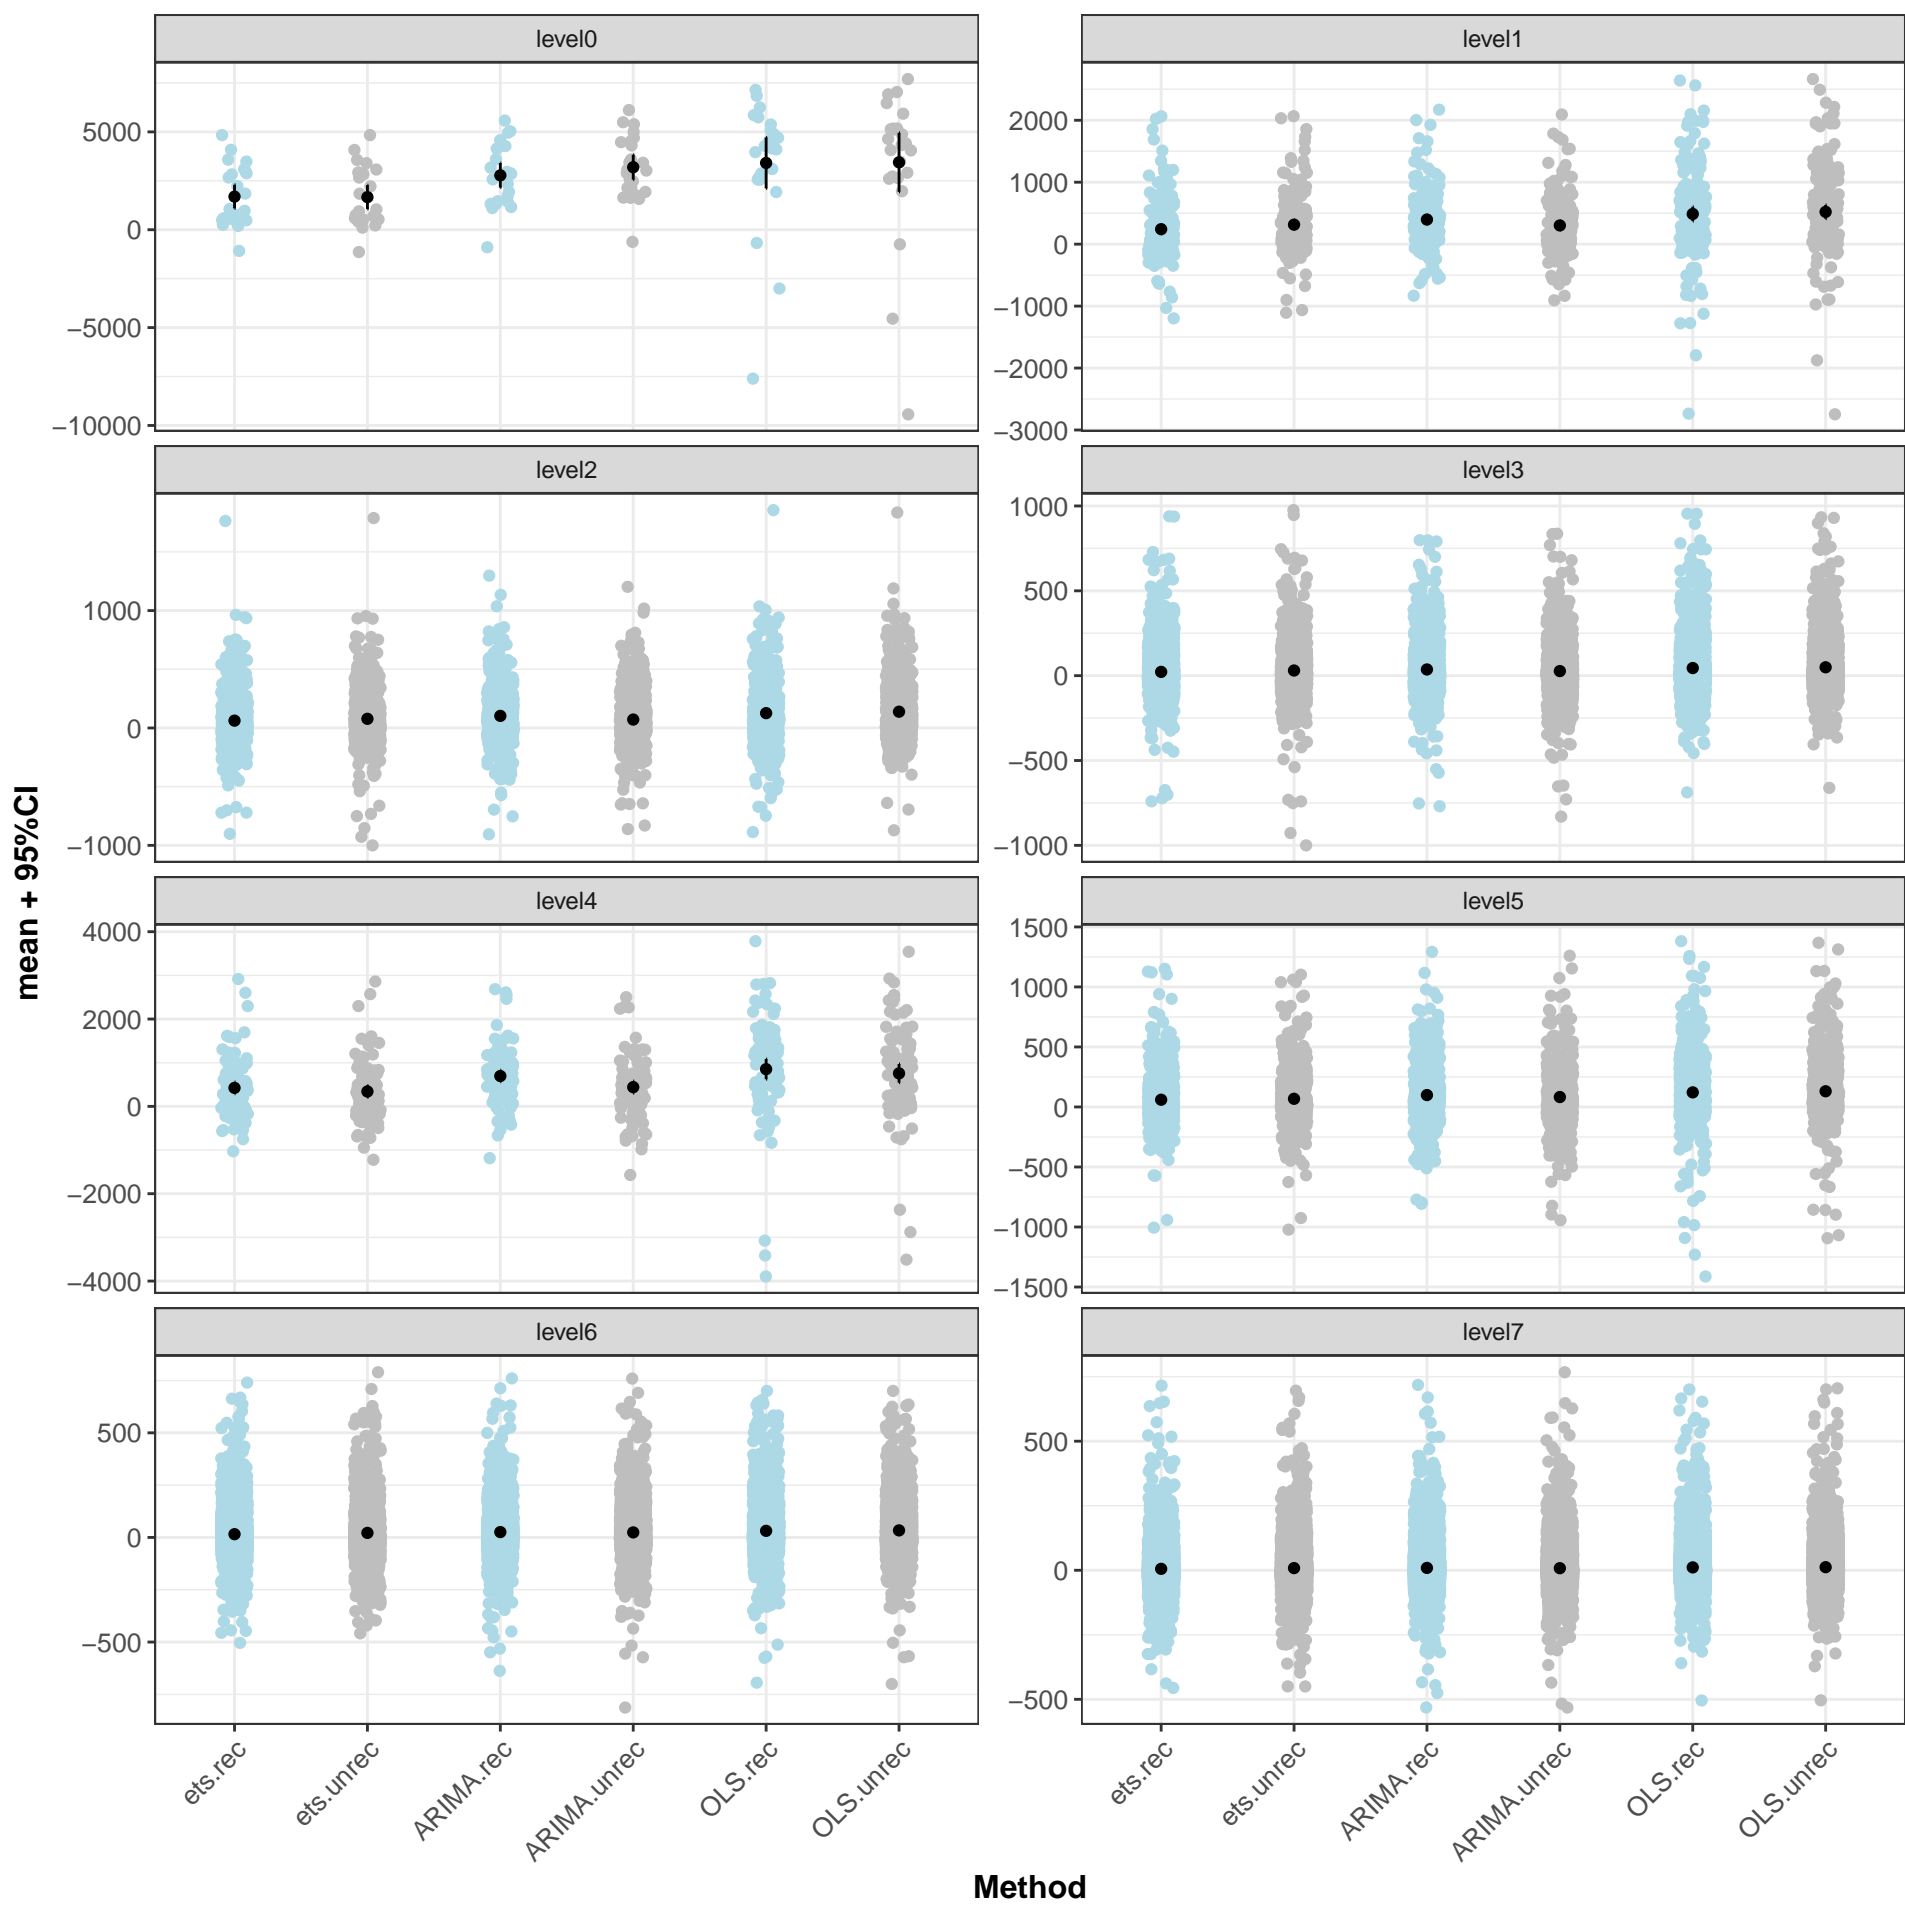 level0
level1
5000
0
−5000
−10000
2000
1000
0
−1000
−2000
−3000
level2
level3
1000
0
−1000
1000
500
0
−500
−1000
level4
level5
4000
2000
0
−2000
−4000
1500
1000
500
0
−500
−1000
−1500
level6
level7
500
0
−500
500
0
−500
ets.rec
ets.unrec
ARIMA.rec
ARIMA.unrec
OLS.rec
OLS.unrec
ets.rec
ets.unrec
ARIMA.rec
ARIMA.unrec
OLS.rec
OLS.unrec
Method
mean + 95%CI